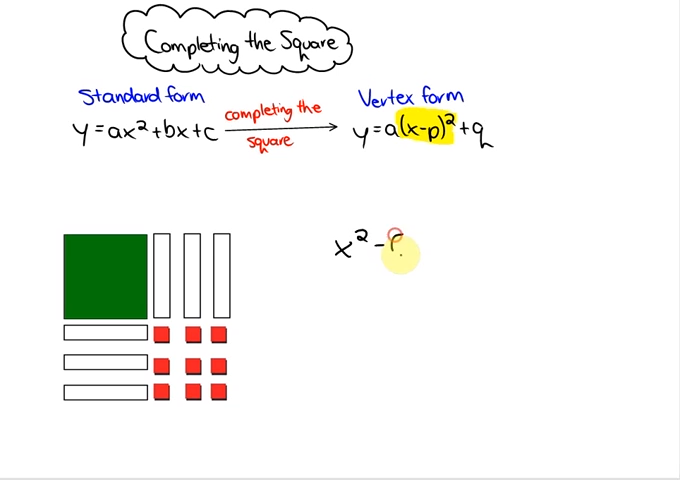 Completing the Square
Standard form
completing the
Vertex form
y=ax²+bx+c
square
y=a(x-p)²+q
x² -